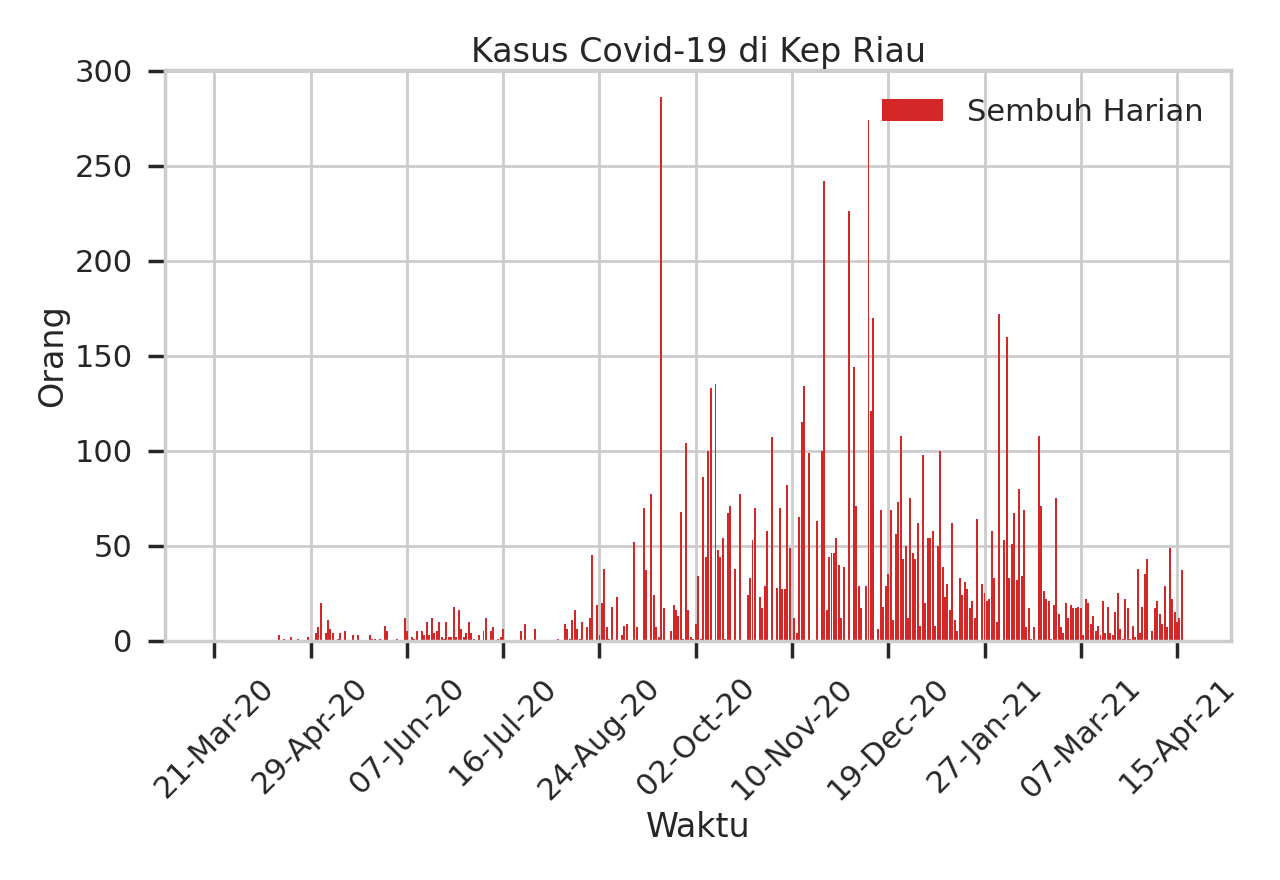 Kasus Covid-19 di Kep Riau
Sembuh Harian
Orang
300
250
200
150
100
50
0
21-Mar-20
29-Apr-20
07-Jun-20
16-Jul-20
24-Aug-20
02-Oct-20
10-Nov-20
19-Dec-20
27-Jan-21
07-Mar-21
15-Apr-21
Waktu